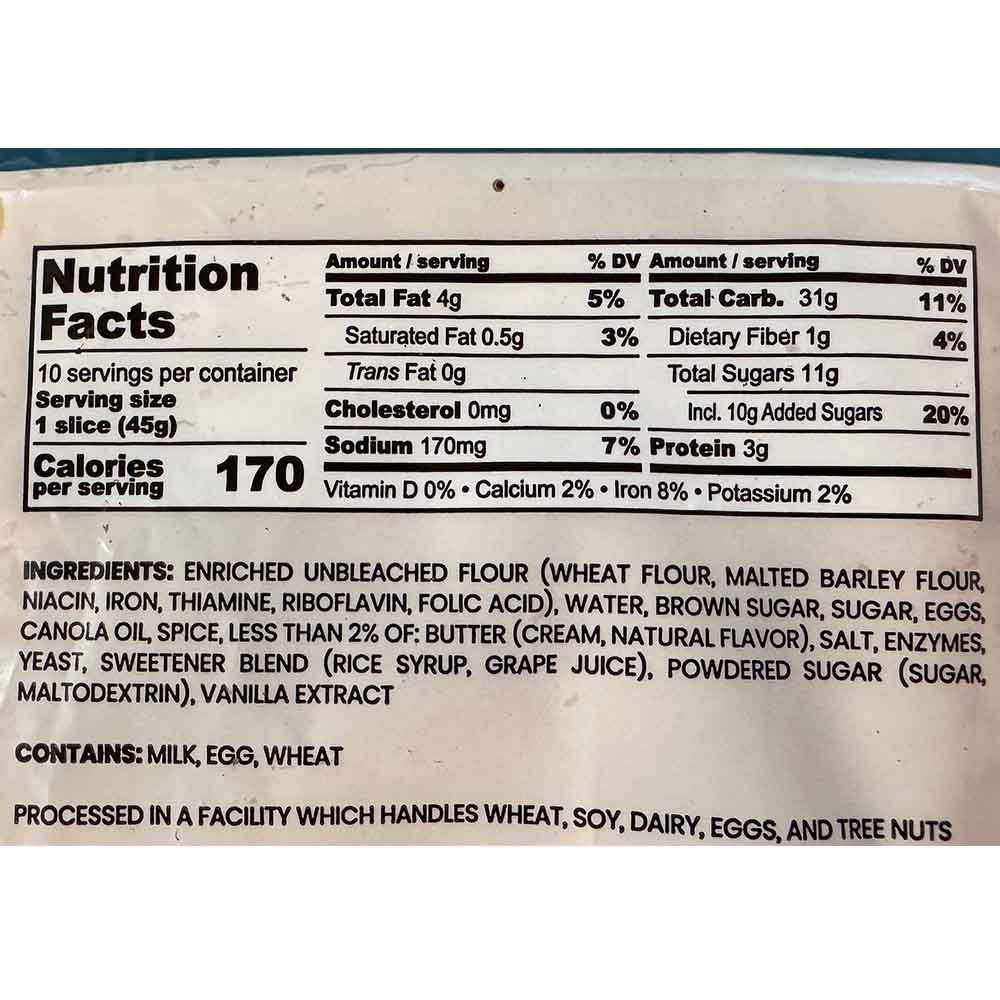 Nutrition
Facts
10 servings per container
Serving size
1 slice (45g)
Calories 170
per serving
Amount / serving % DV
Total Fat 4g 5%
Saturated Fat 0.5g 3%
Trans Fat 0g
Cholesterol 0mg 0%
Sodium 170mg 7%
Amount / serving % DV
Total Carb. 31g 11%
Dietary Fiber 1g 4%
Total Sugars 11g
Incl. 10g Added Sugars 20%
Protein 3g
Vitamin D 0% • Calcium 2% • Iron 8% • Potassium 2%
INGREDIENTS: ENRICHED UNBLEACHED FLOUR (WHEAT FLOUR, MALTED BARLEY FLOUR,
NIACIN, IRON, THIAMINE, RIBOFLAVIN, FOLIC ACID), WATER, BROWN SUGAR, SUGAR, EGGS,
CANOLA OIL, SPICE, LESS THAN 2% OF: BUTTER (CREAM, NATURAL FLAVOR), SALT, ENZYMES,
YEAST, SWEETENER BLEND (RICE SYRUP, GRAPE JUICE), POWDERED SUGAR (SUGAR,
MALTODEXTRIN), VANILLA EXTRACT
CONTAINS: MILK, EGG, WHEAT
PROCESSED IN A FACILITY WHICH HANDLES WHEAT, SOY, DAIRY, EGGS, AND TREE NUTS